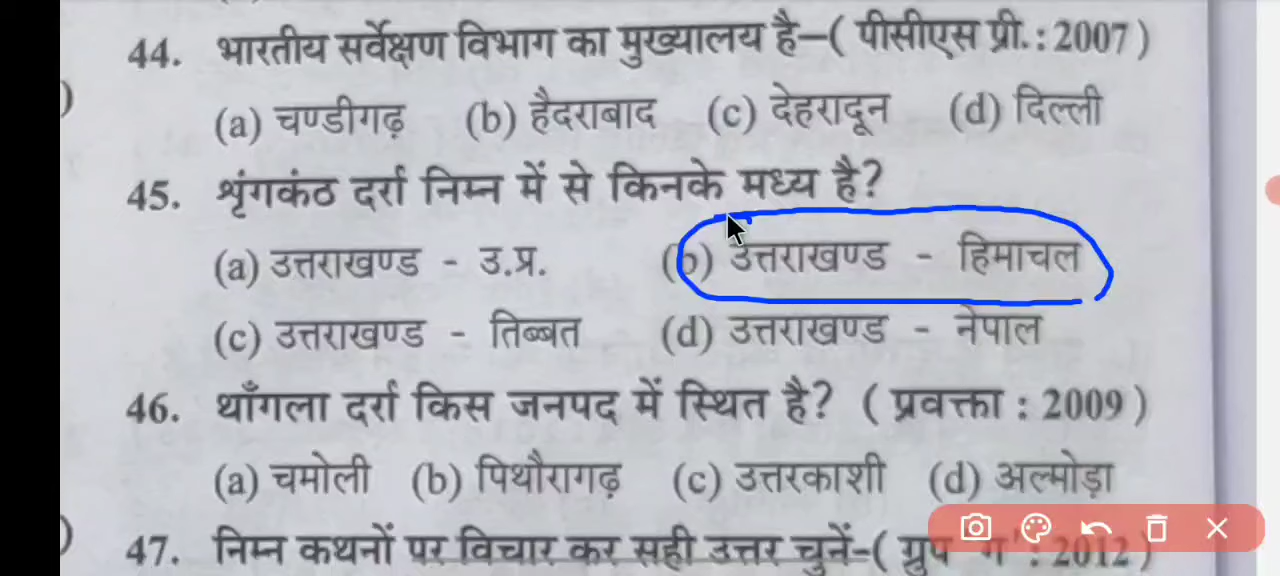 44. भारतीय सर्वेक्षण विभाग का मुख्यालय है–( पीसीएस प्री.: 2007 )
) (a) चण्डीगढ़ (b) हैदराबाद (c) देहरादून (d) दिल्ली
45. शृंगकंठ दर्रा निम्न में से किनके मध्य है?
(a) उत्तराखण्ड - उ.प्र. (b) उत्तराखण्ड - हिमाचल
(c) उत्तराखण्ड - तिब्बत (d) उत्तराखण्ड - नेपाल
46. थाँगला दर्रा किस जनपद में स्थित है? ( प्रवक्ता : 2009 )
(a) चमोली (b) पिथौरागढ़ (c) उत्तरकाशी (d) अल्मोड़ा
) 47. निम्न कथनों पर विचार कर सही उत्तर चुनें–( ग्रुप 'ग' : 2012 )